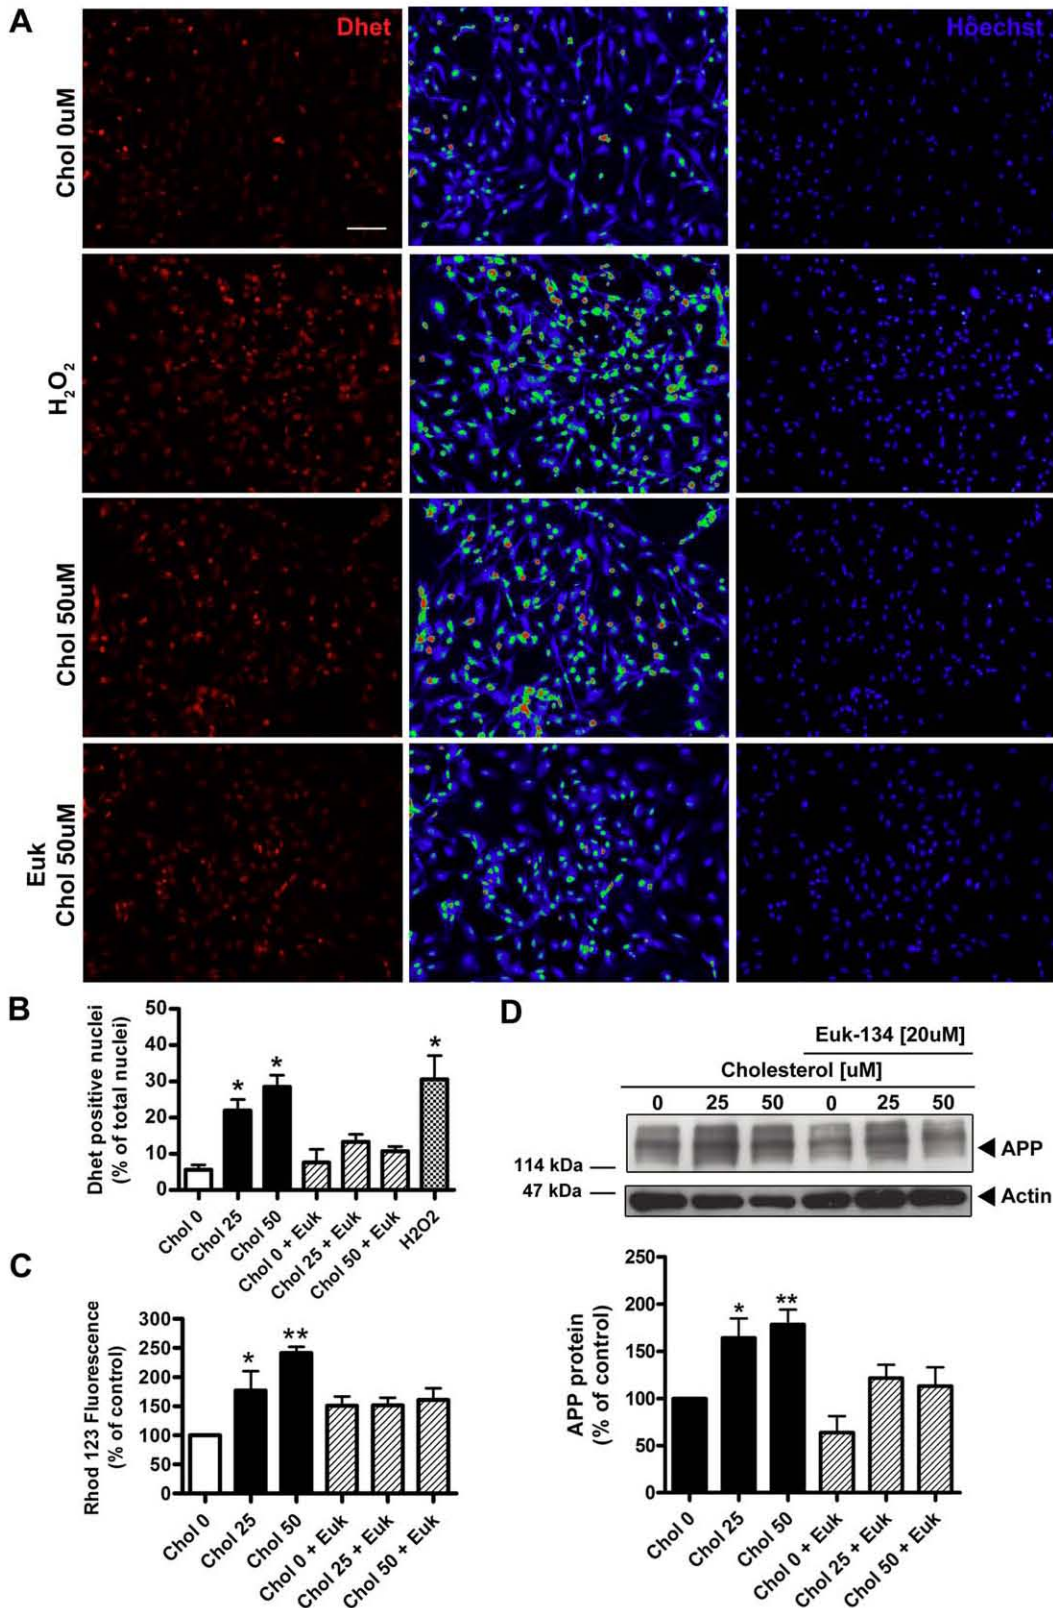 A
Dhet
Hoechst
Chol 0uM
H2O2
Chol 50uM
Euk
Chol 50uM
B
Dhet positive nuclei
(% of total nuclei)
50
40
30
20
10
0
*
*
*
Chol 0
Chol 25
Chol 50
Chol 0 + Euk
Chol 25 + Euk
Chol 50 + Euk
H2O2
C
Rhod 123 Fluorescence
(% of control)
300
250
200
150
100
50
0
*
**
Chol 0
Chol 25
Chol 50
Chol 0 + Euk
Chol 25 + Euk
Chol 50 + Euk
D
Euk-134 [20uM]
Cholesterol [uM]
0 25 50 0 25 50
APP
114 kDa
47 kDa
Actin
APP protein
(% of control)
250
200
150
100
50
0
*
**
Chol 0
Chol 25
Chol 50
Chol 0 + Euk
Chol 25 + Euk
Chol 50 + Euk